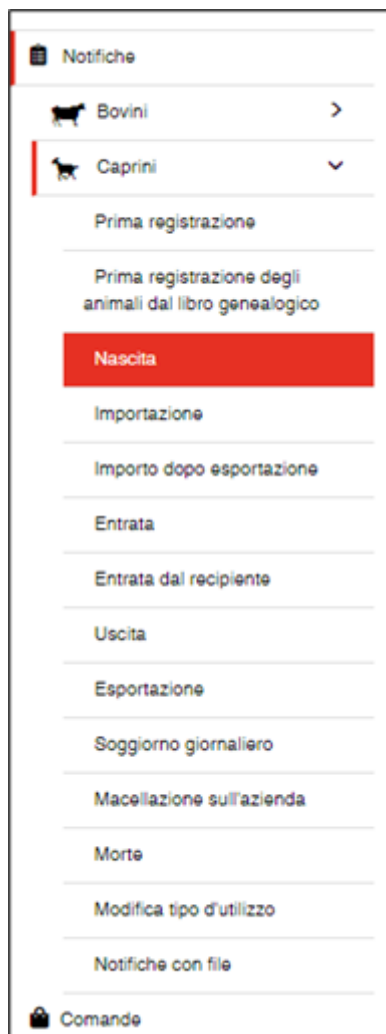 Notifiche
Bovini
Caprini
Prima registrazione
Prima registrazione degli
animali dal libro genealogico
Nascita
Importazione
Importo dopo esportazione
Entrata
Entrata dal recipiente
Uscita
Esportazione
Soggiorno giornaliero
Macellazione sull'azienda
Morte
Modifica tipo d'utilizzo
Notifiche con file
Comande